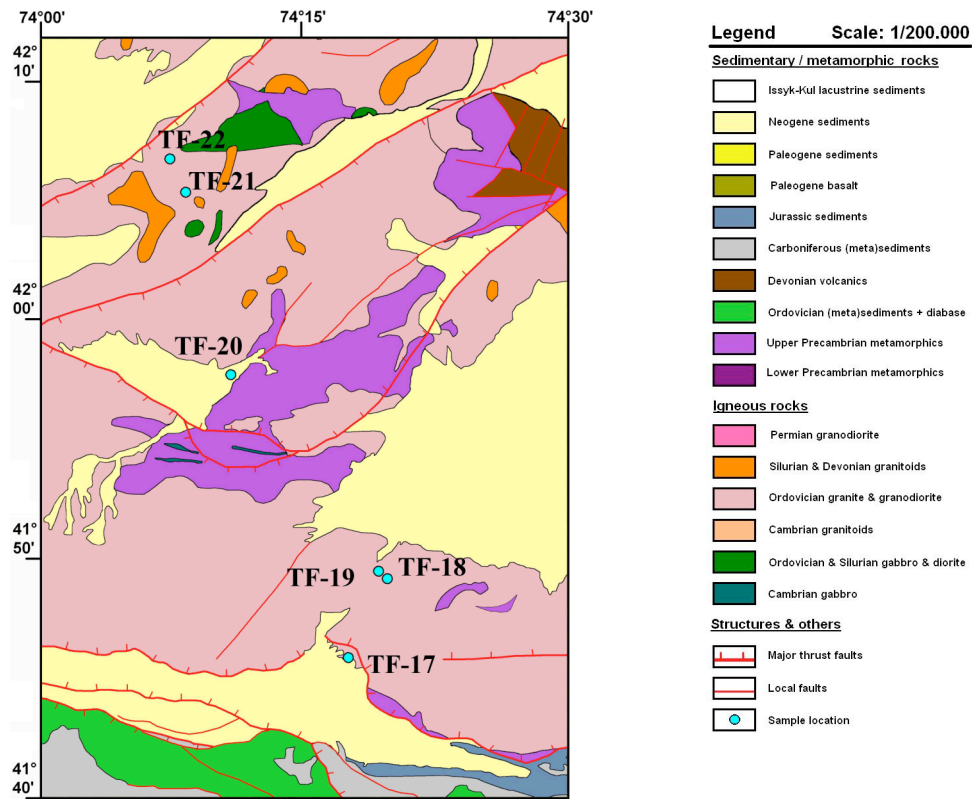 74°00' 74°15' 74°30'
42°
10'
TF-22
TF-21
42°
00'
TF-20
41°
50'
TF-19 TF-18
TF-17
41°
40'
Legend Scale: 1/200.000
Sedimentary / metamorphic rocks
Issyk-Kul lacustrine sediments
Neogene sediments
Paleogene sediments
Paleogene basalt
Jurassic sediments
Carboniferous (meta)sediments
Devonian volcanics
Ordovician (meta)sediments + diabase
Upper Precambrian metamorphics
Lower Precambrian metamorphics
Igneous rocks
Permian granodiorite
Silurian & Devonian granitoids
Ordovician granite & granodiorite
Cambrian granitoids
Ordovician & Silurian gabbro & diorite
Cambrian gabbro
Structures & others
Major thrust faults
Local faults
Sample location